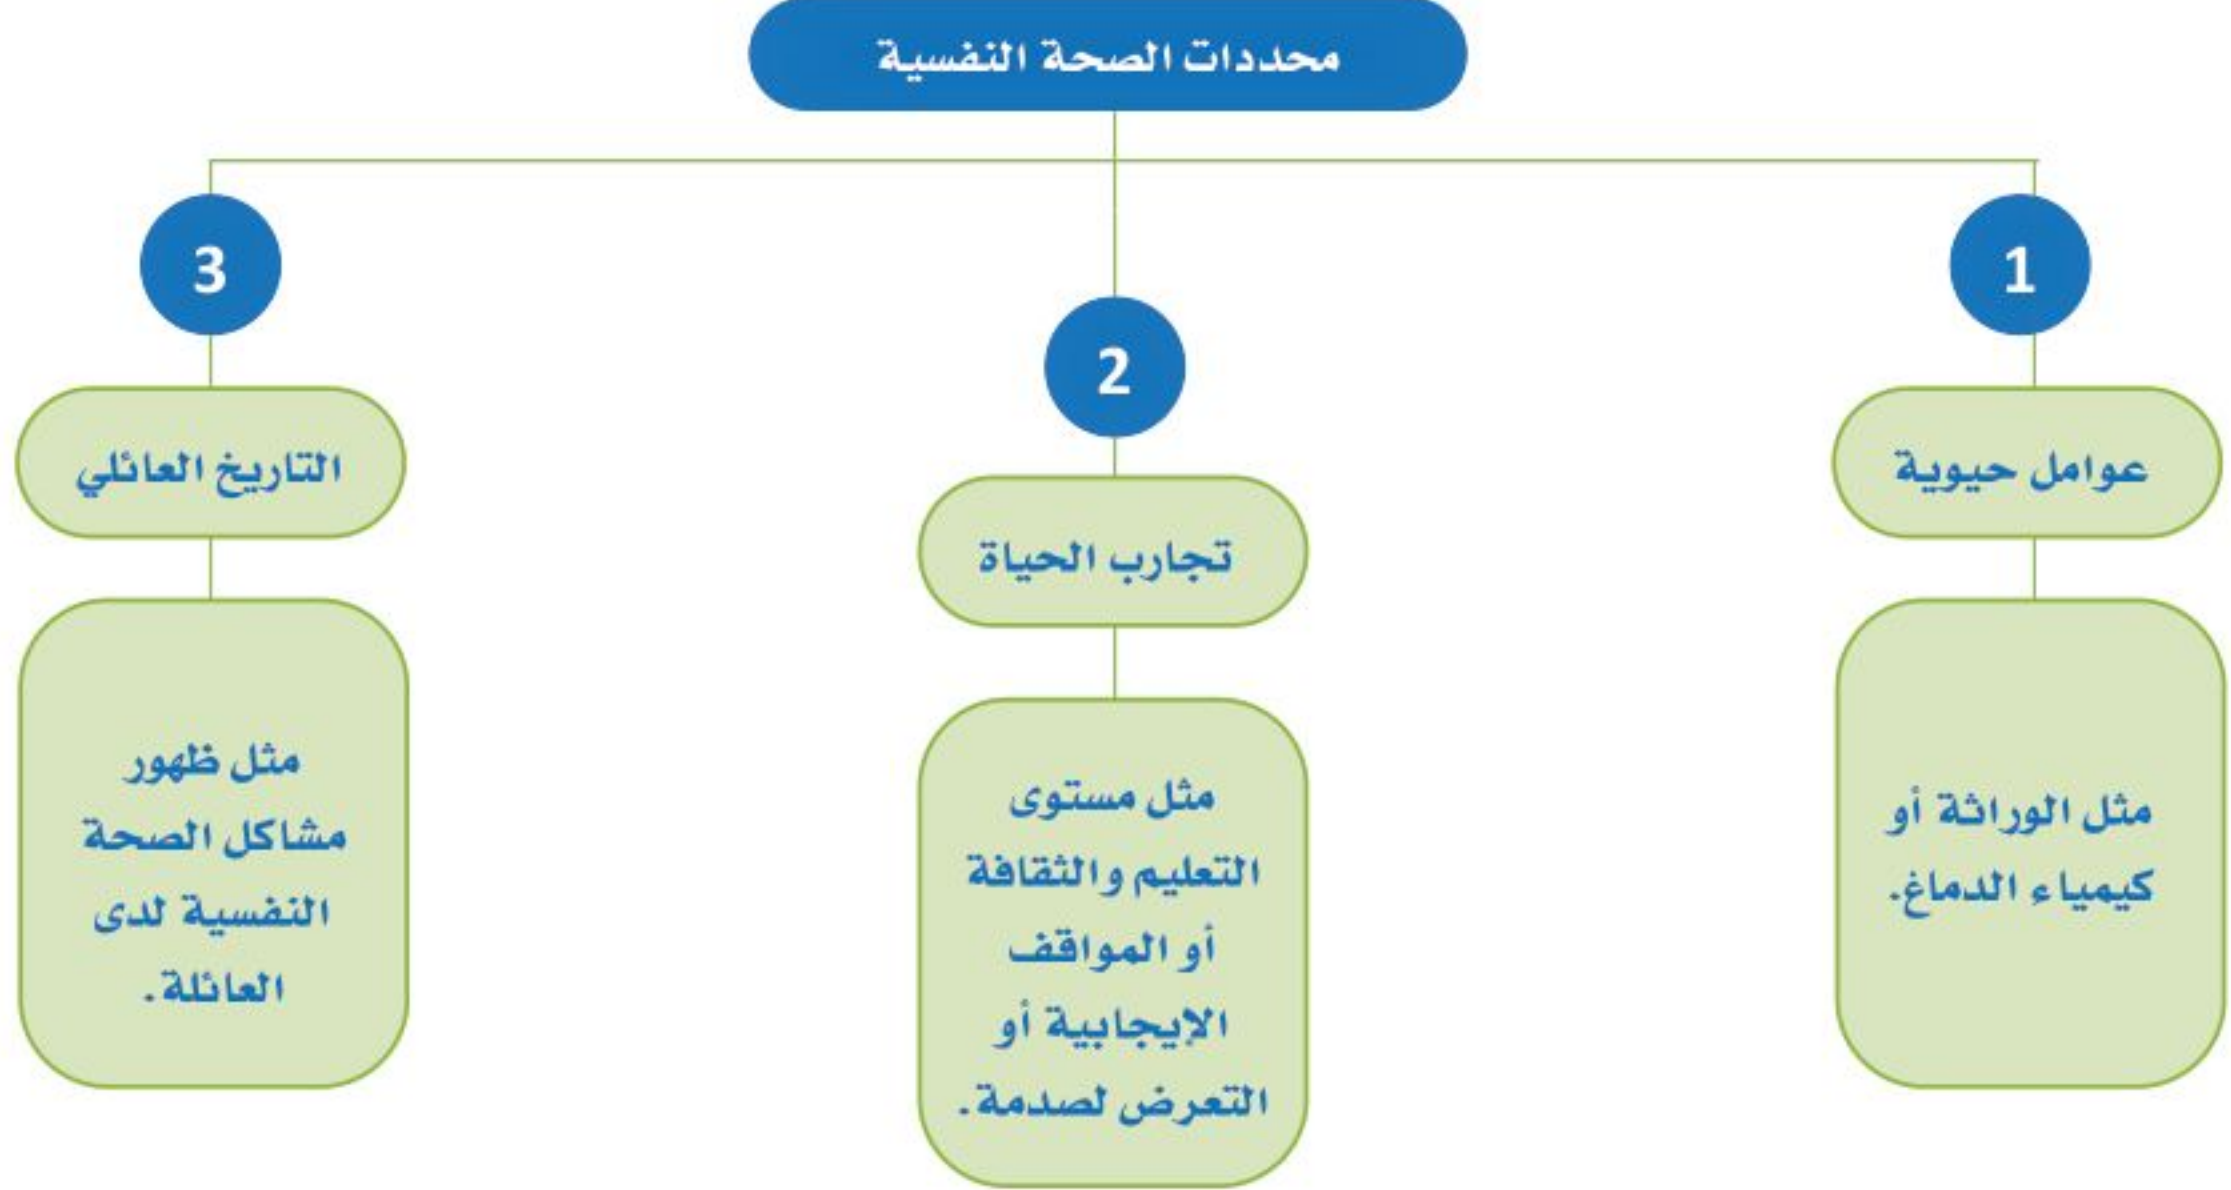 محددات الصحة النفسية
1
عوامل حيوية
مثل الوراثة أو
كيمياء الدماغ.
2
تجارب الحياة
مثل مستوى
التعليم والثقافة
أو المواقف
الإيجابية أو
التعرض لصدمة.
3
التاريخ العائلي
مثل ظهور
مشاكل الصحة
النفسية لدى
العائلة.